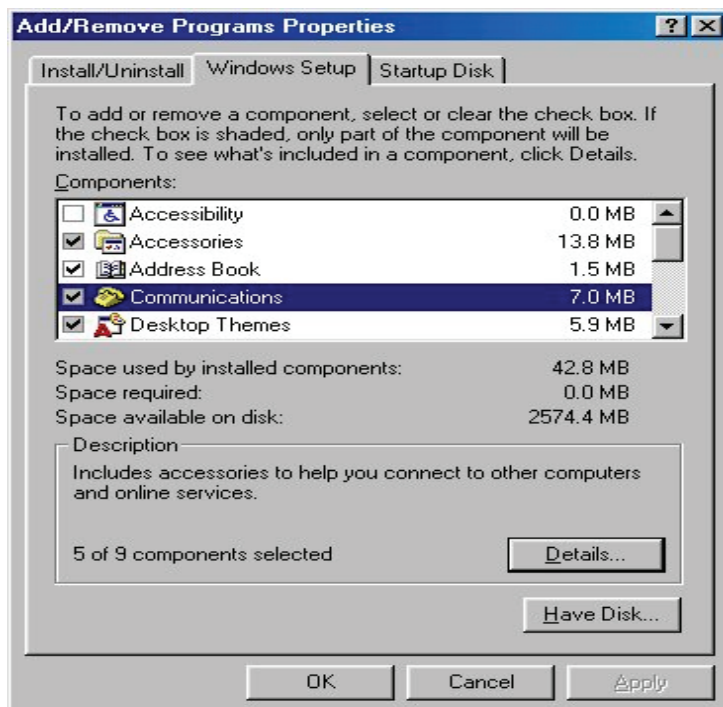 Add/Remove Programs Properties
Install/Uninstall Windows Setup Startup Disk
To add or remove a component, select or clear the check box. If
the check box is shaded, only part of the component will be
installed. To see what's included in a component, click Details.
Components:
Accessibility 0.0 MB
Accessories 13.8 MB
Address Book 1.5 MB
Communications 7.0 MB
Desktop Themes 5.9 MB
Space used by installed components: 42.8 MB
Space required: 0.0 MB
Space available on disk: 2574.4 MB
Description
Includes accessories to help you connect to other computers
and online services.
5 of 9 components selected Details...
Have Disk...
OK Cancel Apply